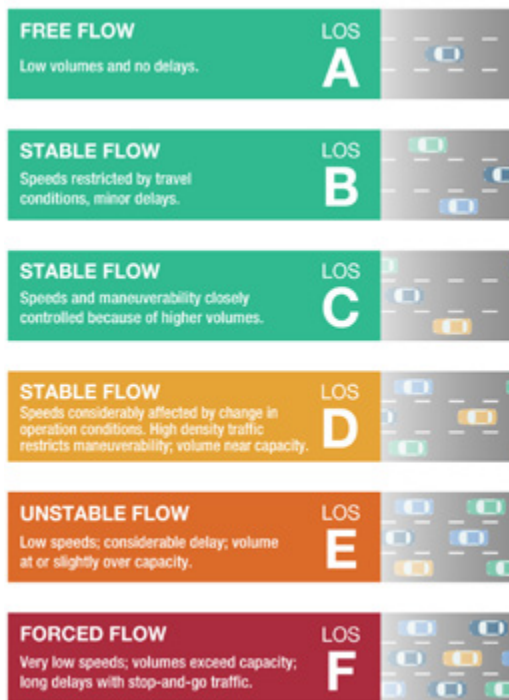 FREE FLOW
LOS
Low volumes and no delays.
A
STABLE FLOW
LOS
Speeds restricted by travel
conditions, minor delays.
B
STABLE FLOW
LOS
Speeds and maneuverability closely
controlled because of higher volumes.
C
STABLE FLOW
LOS
Speeds considerably affected by change in
operation conditions. High density traffic
restricts maneuverability; volume near capacity.
D
UNSTABLE FLOW
LOS
Low speeds; considerable delay; volume
at or slightly over capacity.
E
FORCED FLOW
LOS
Very low speeds; volumes exceed capacity;
long delays with stop-and-go traffic.
F